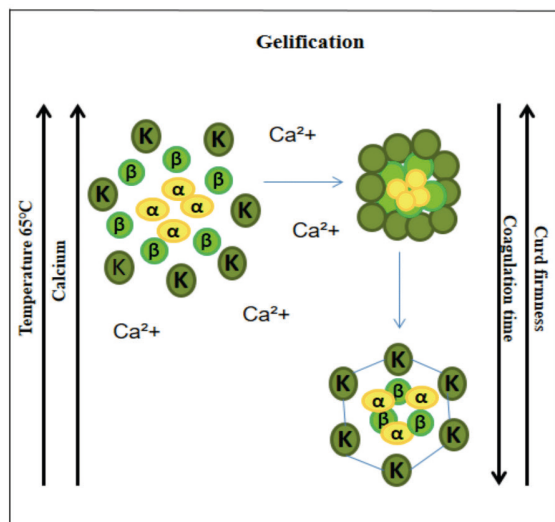 Gelification
Temperature 65°C
Calcium
K
K
K
K
K
K
K
K
β
β
β
β
β
β
α
α
α
α
Ca²+
Ca²+
Ca²+
Ca²+
K
K
K
K
K
K
β
β
β
α
α
α
Coagulation time
Curd firmness